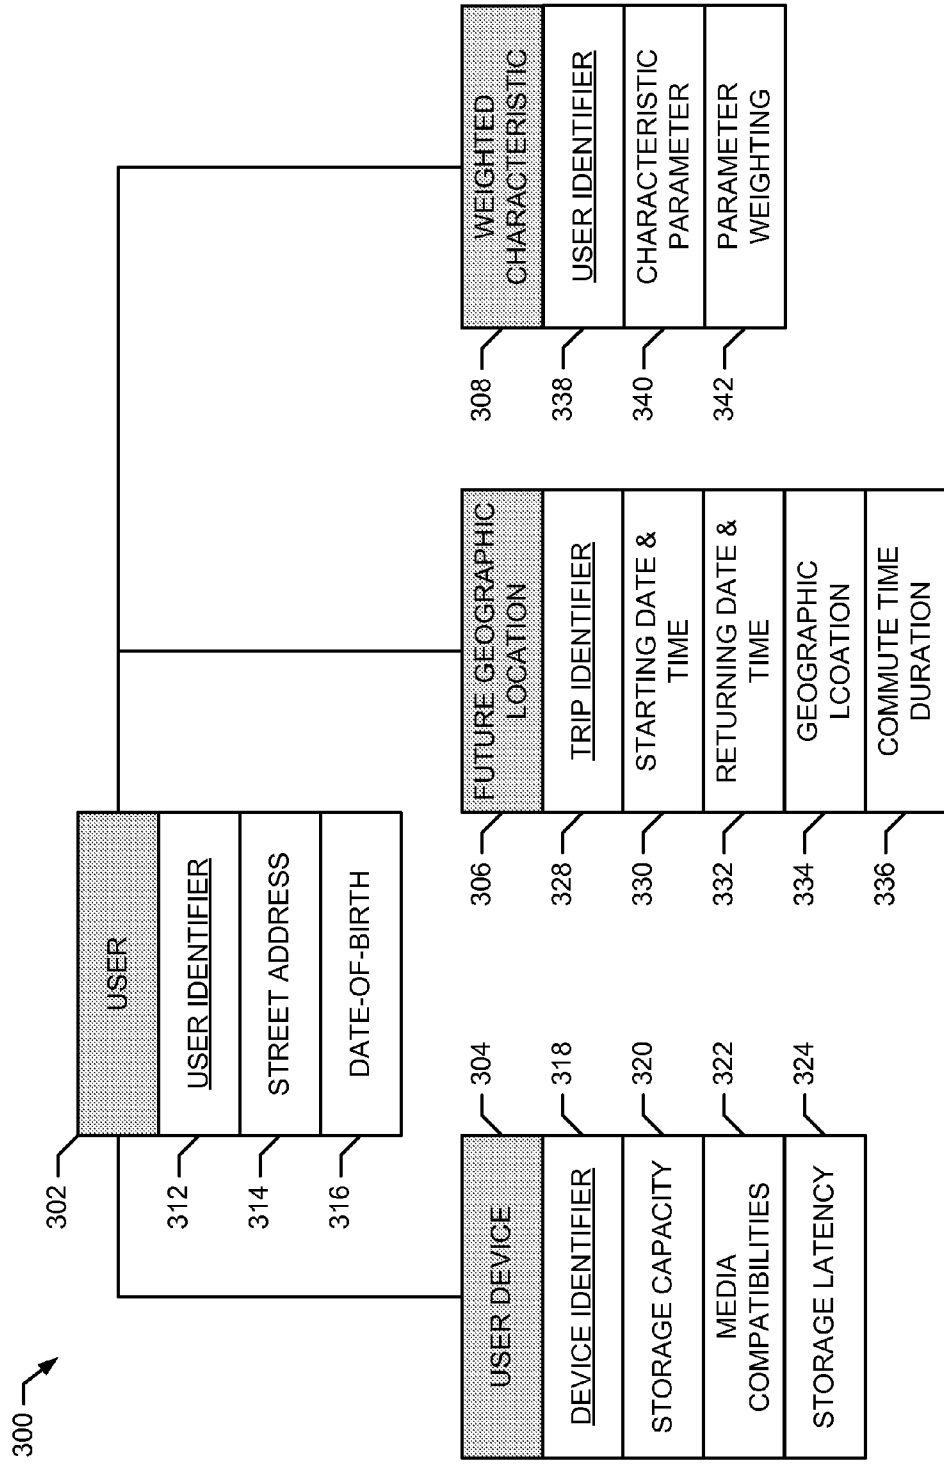 300
302
USER
312
USER IDENTIFIER
314
STREET ADDRESS
316
DATE-OF-BIRTH
USER DEVICE
304
DEVICE IDENTIFIER
318
STORAGE CAPACITY
320
MEDIA
COMPATIBILITIES
322
STORAGE LATENCY
324
306
FUTURE GEOGRAPHIC
LOCATION
328
TRIP IDENTIFIER
330
STARTING DATE &
TIME
332
RETURNING DATE &
TIME
334
GEOGRAPHIC
LCOATION
336
COMMUTE TIME
DURATION
308
WEIGHTED
CHARACTERISTIC
338
USER IDENTIFIER
340
CHARACTERISTIC
PARAMETER
342
PARAMETER
WEIGHTING